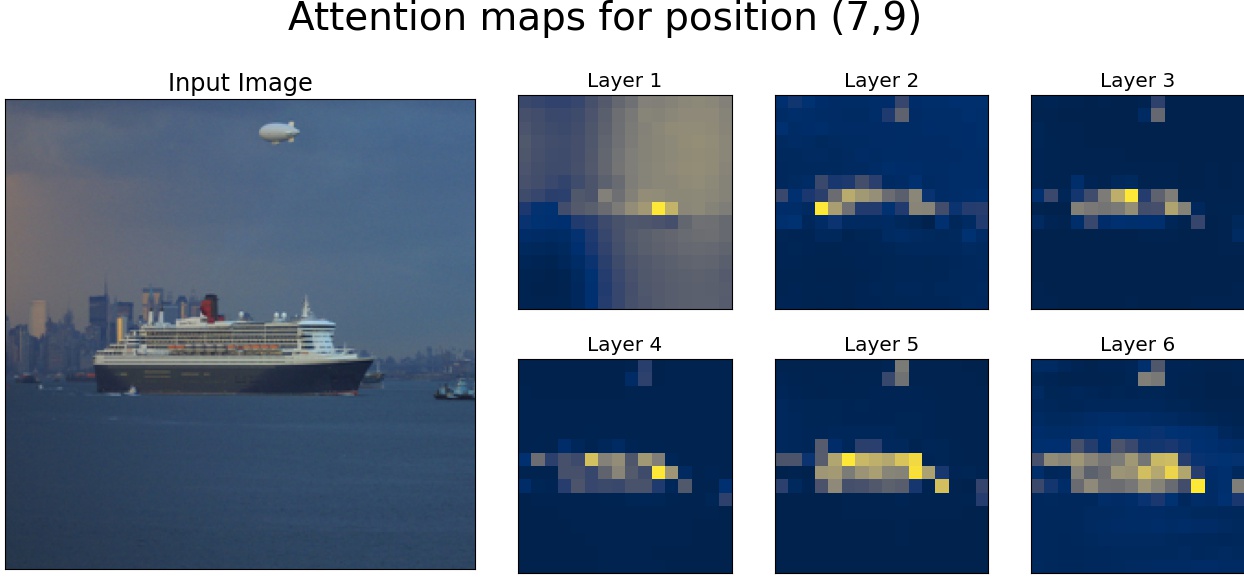 Attention maps for position (7,9)
Input Image
Layer 1
Layer 2
Layer 3
Layer 4
Layer 5
Layer 6